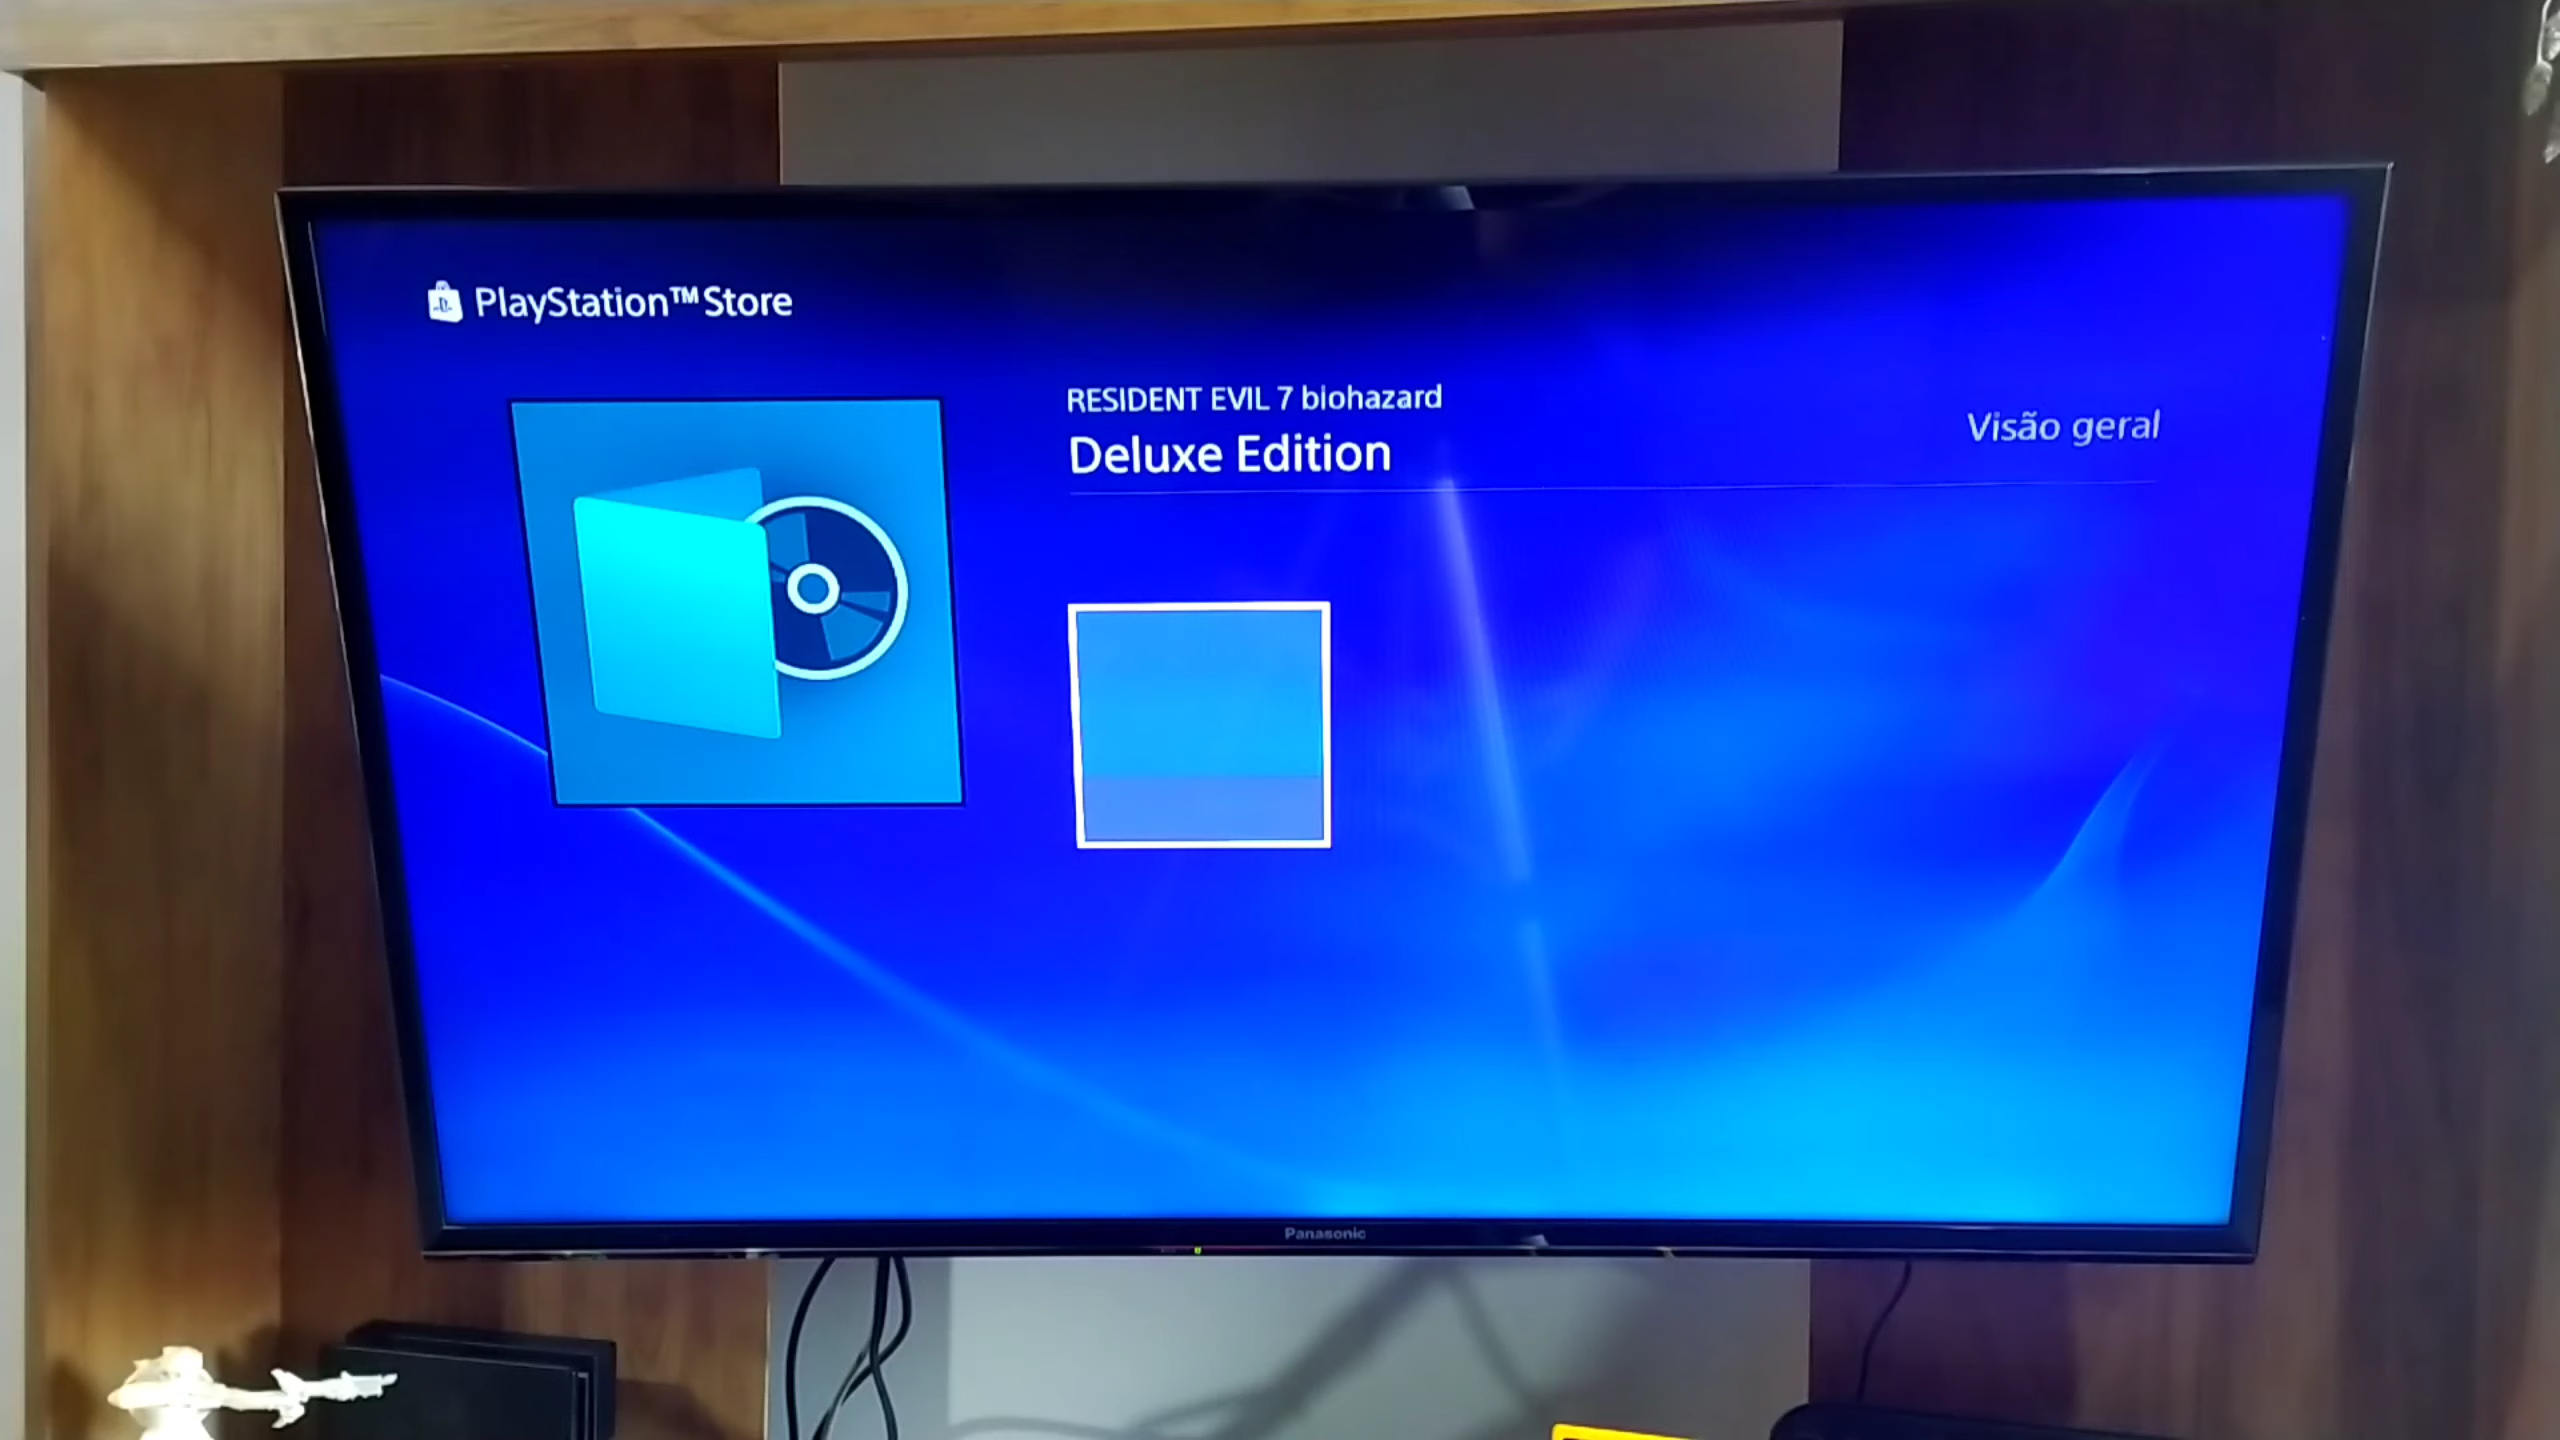 PlayStation™Store
RESIDENT EVIL 7 biohazard
Deluxe Edition
Visão geral
Panasonic